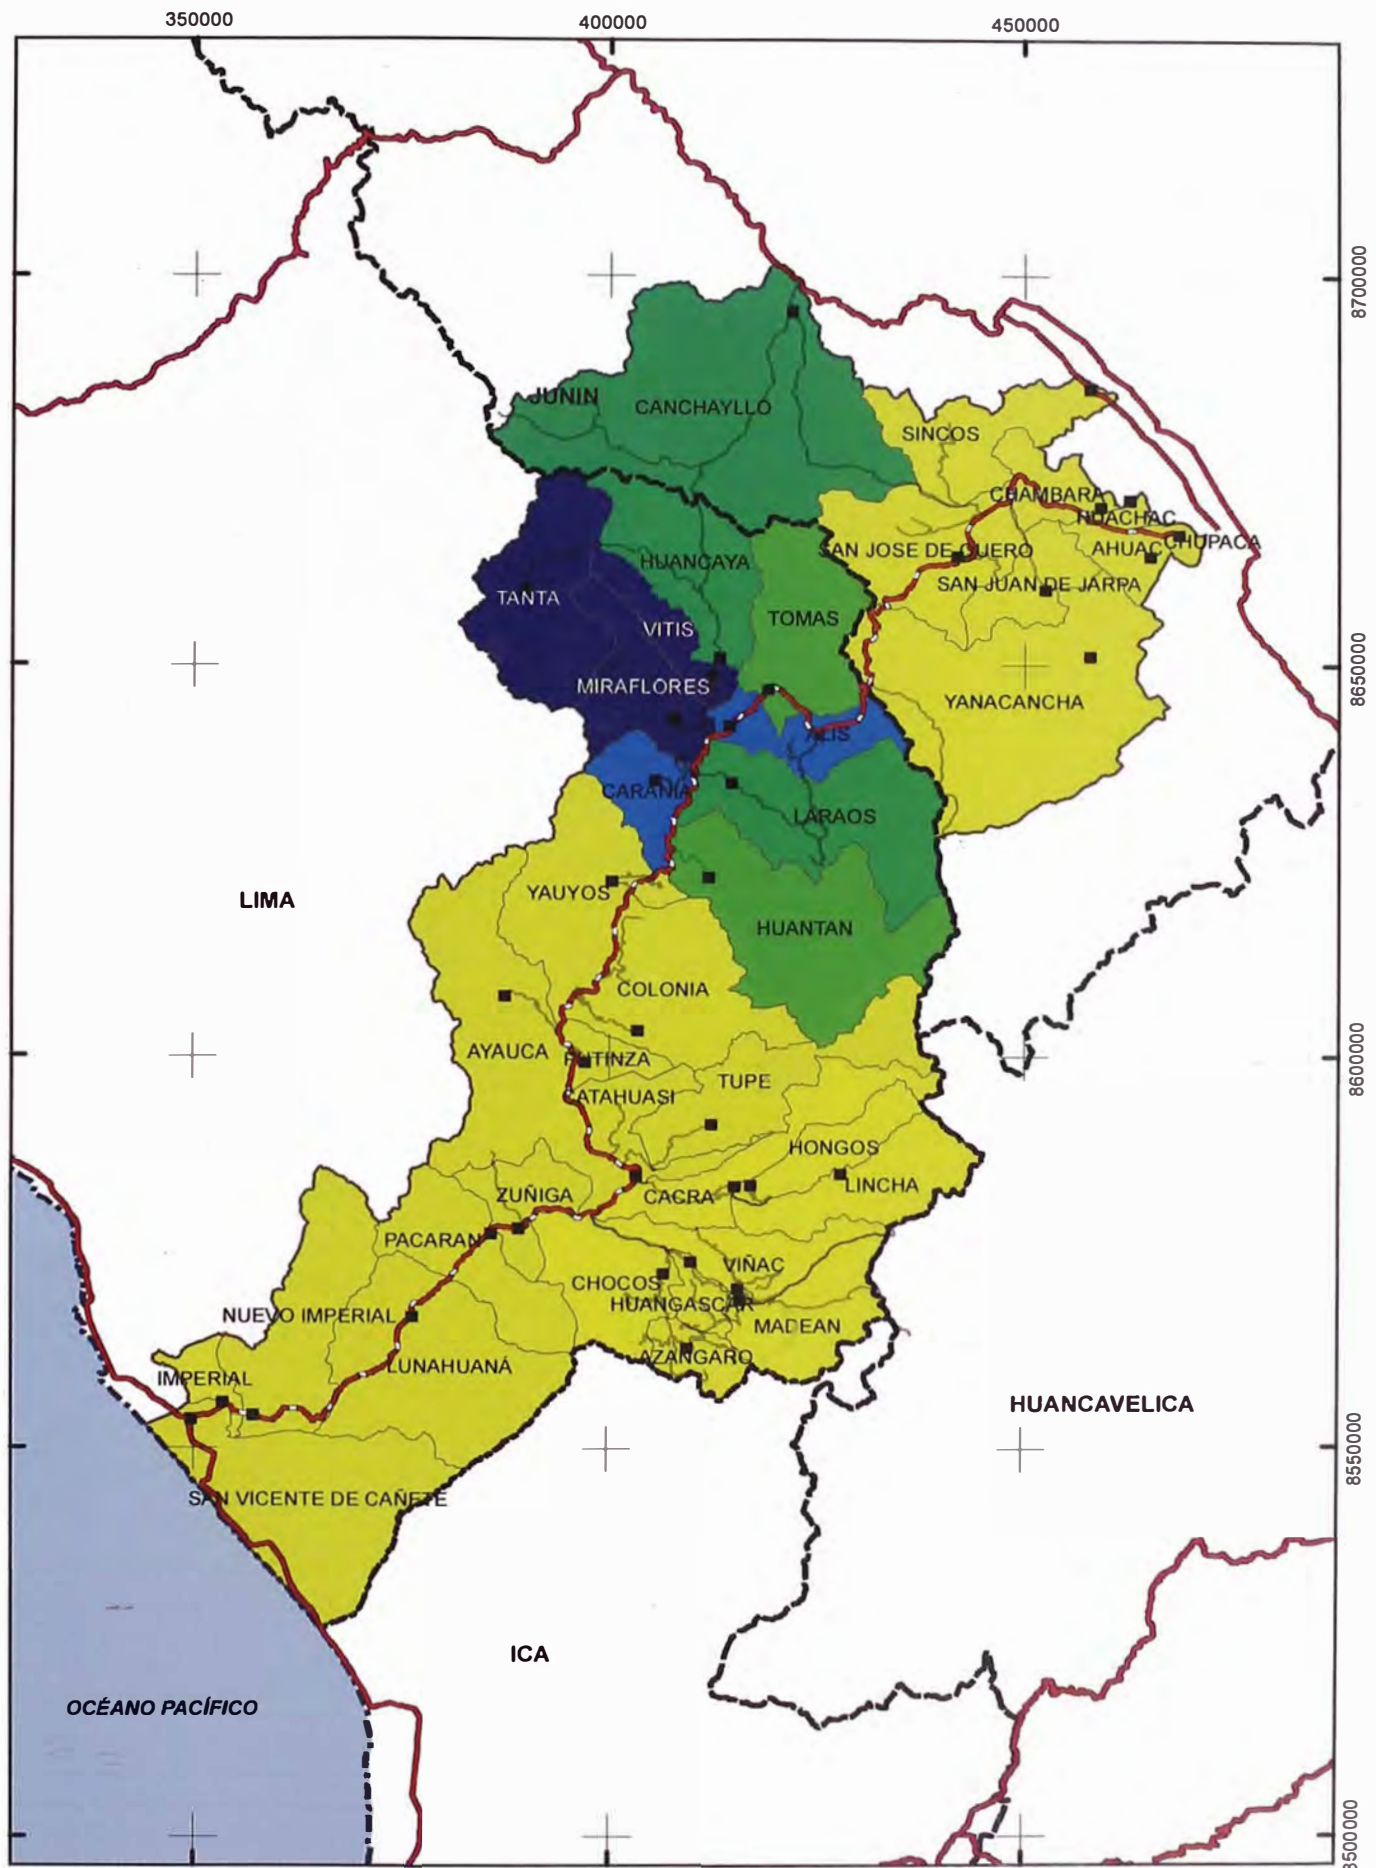 350000
400000
450000
8700000
JUNIN
CANCHAYLLO
SINCOS
CHAMBARA
HUACHAC
AHUAC
CHUPACA
SAN JOSE DE QUERO
HUANCAYA
SAN JUAN DE JARPA
TANTA
TOMAS
VITIS
8650000
MIRAFLORES
YANACANCHA
ALIS
CARANIA
LARAOS
YAUYOS
LIMA
HUANTAN
COLONIA
AYAUCA
PUTINZA
8600000
TUPE
CATAHUASI
HONGOS
LINCHA
ZUÑIGA
CACRA
PACARAN
VIÑAC
CHOCOS
HUANGASCAR
NUEVO IMPERIAL
MADEAN
AZANGARO
LUNAHUANÁ
IMPERIAL
HUANCAVELICA
8550000
SAN VICENTE DE CAÑETE
ICA
OCÉANO PACÍFICO
8500000